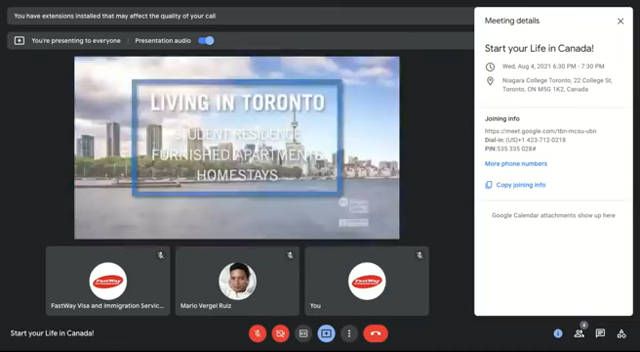 You have extensions installed that may affect the quality of your call
You're presenting to everyone
Presentation audio
LIVING IN TORONTO
STUDENT RESIDENCE
FURNISHED APARTMENTS
HOMESTAYS
FastWay
FastWay Visa and Immigration Servic...
Mario Vergel Ruiz
FastWay
You
Start your Life in Canada!
Meeting details
Start your Life in Canada!
Wed, Aug 4, 2021 6:30 PM - 7:30 PM
Niagara College Toronto, 22 College St,
Toronto, ON M5G 1K2, Canada
Joining info
https://meet.google.com/tbn-mcsu-ubn
Dial-in: (US)+1 423-712-0218
PIN: 535 335 028#
More phone numbers
Copy joining info
Google Calendar attachments show up here
4